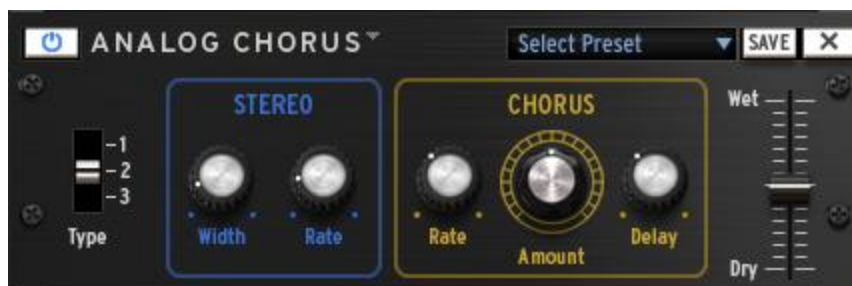 ANALOG CHORUS
Select Preset
SAVE
X
STEREO
CHORUS
Wet
1
2
3
Type
Width
Rate
Rate
Amount
Delay
Dry